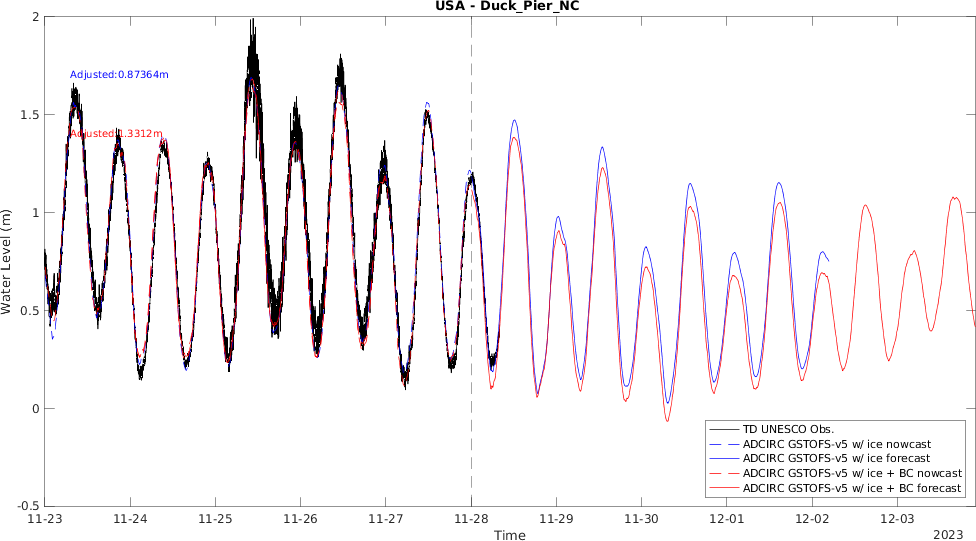 USA - Duck_Pier_NC
2
Adjusted:0.87364m
1.5
Adjusted:1.3312m
1
Water Level (m)
0.5
0
-0.5
TD UNESCO Obs.
ADCIRC GSTOFS-v5 w/ ice nowcast
ADCIRC GSTOFS-v5 w/ ice forecast
ADCIRC GSTOFS-v5 w/ ice + BC nowcast
ADCIRC GSTOFS-v5 w/ ice + BC forecast
11-23 11-24 11-25 11-26 11-27 11-28 11-29 11-30 12-01 12-02 12-03
Time
2023